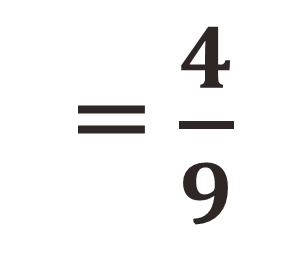 = 4/9